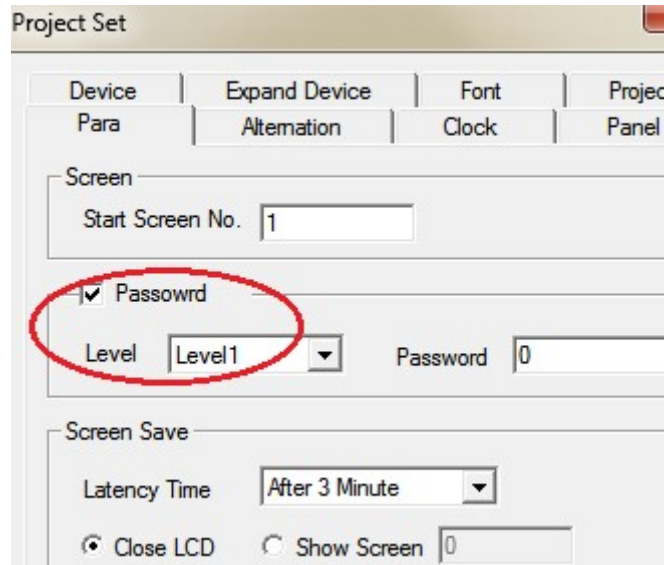 Project Set
Device Expand Device Font Projec
Para Alternation Clock Panel
Screen
Start Screen No. 1
Passowrd
Level Level1 Password 0
Screen Save
Latency Time After 3 Minute
Close LCD Show Screen 0